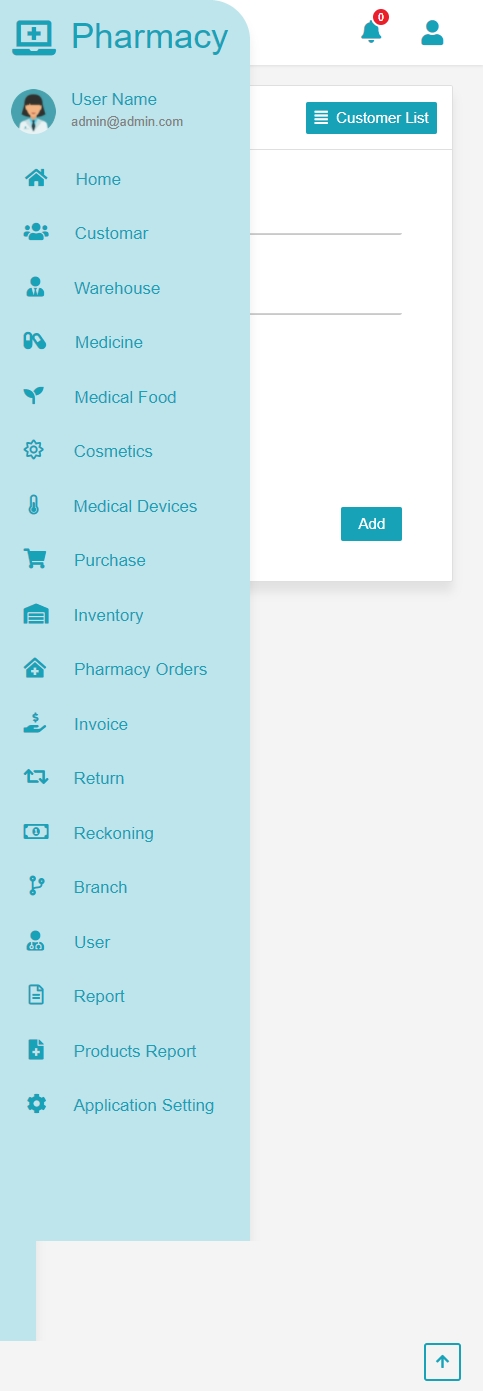 Pharmacy
0
User Name
admin@admin.com
Customer List
Home
Customar
Warehouse
Medicine
Medical Food
Cosmetics
Medical Devices
Add
Purchase
Inventory
Pharmacy Orders
Invoice
Return
Reckoning
Branch
User
Report
Products Report
Application Setting